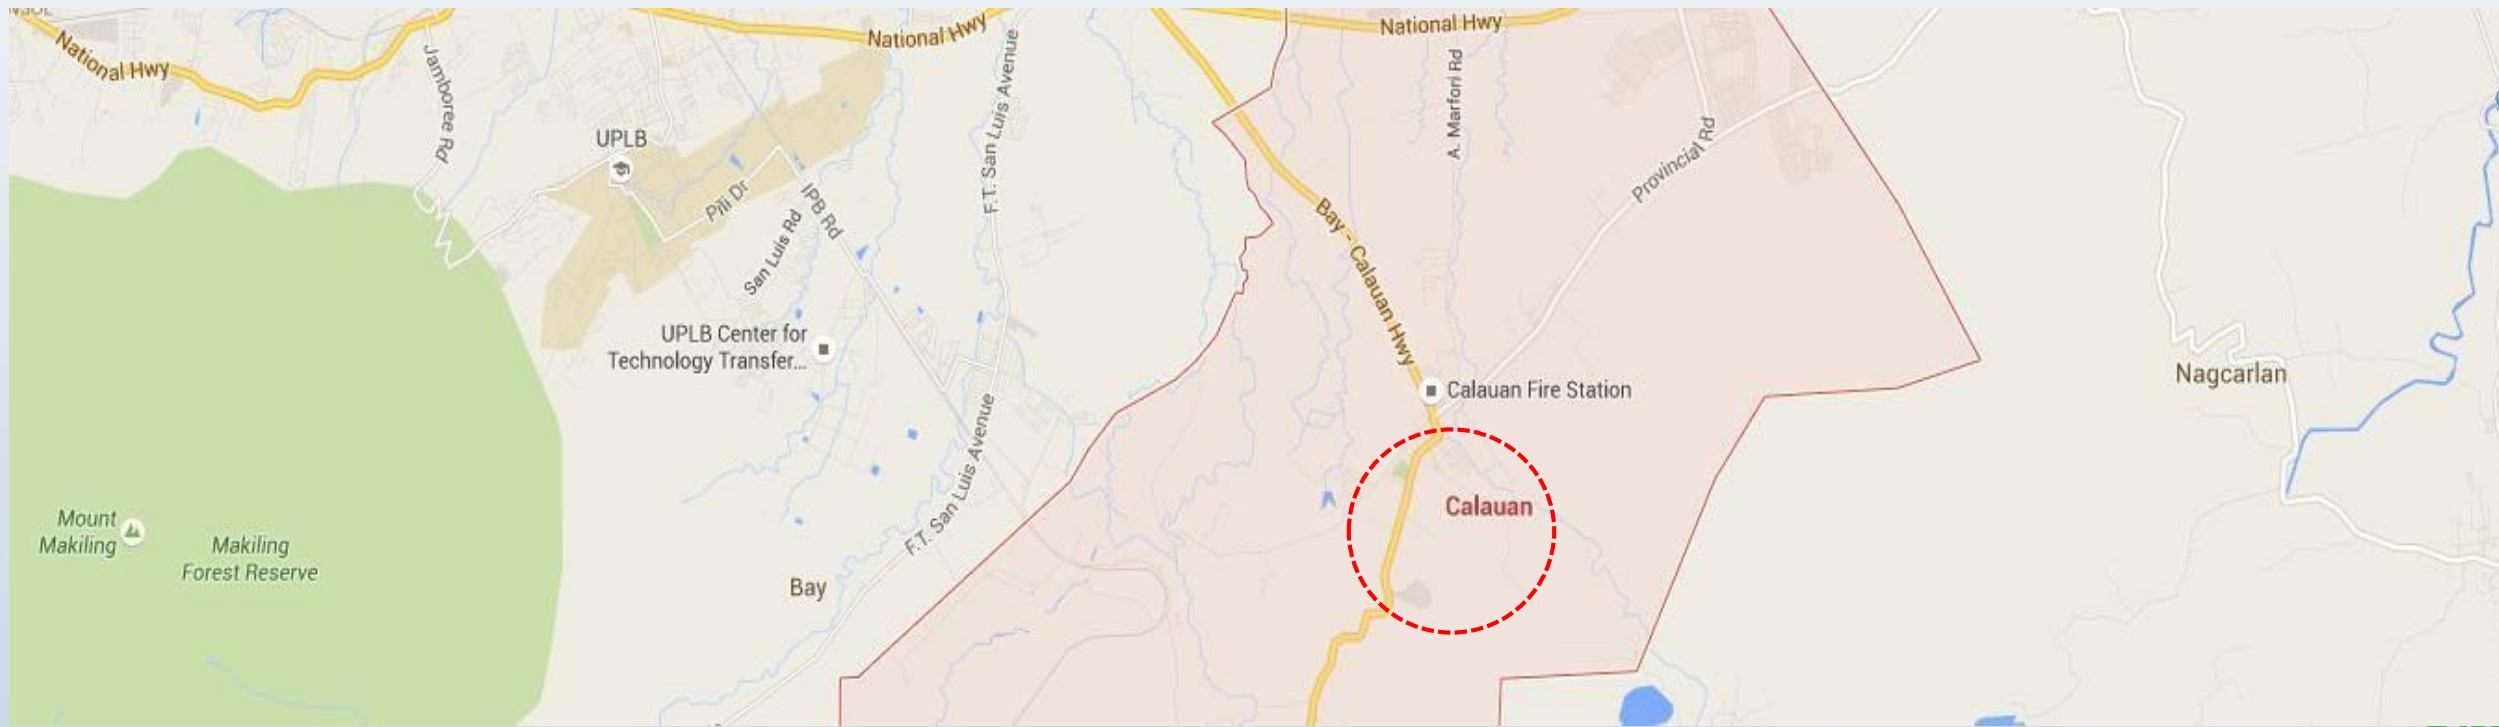 National Hwy
National Hwy
National Hwy
Jamboree Rd
F.T. San Luis Avenue
A. Marfori Rd
UPLB
Provincial Rd
Pili Dr
IPB Rd
San Luis Rd
Bay - Calauan Hwy
UPLB Center for
Technology Transfer...
Calauan Fire Station
Nagcarlan
F.T. San Luis Avenue
Calauan
Mount
Makiling
Makiling
Forest Reserve
Bay